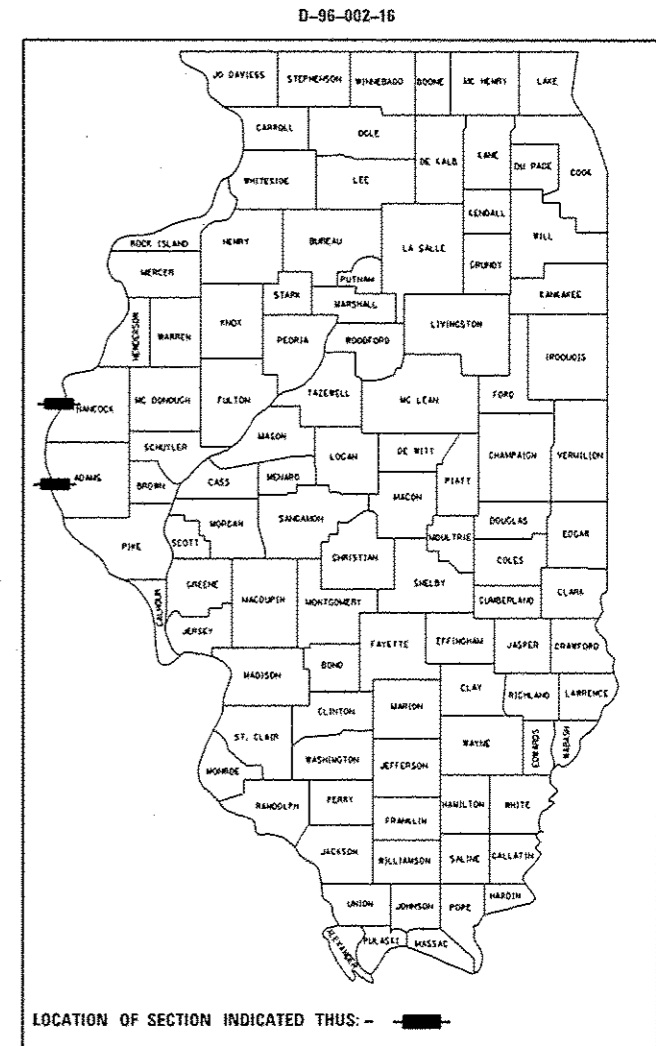 D-96-002-16
JO DAVIESS STEPHENSON WINNEBAGO BOONE MC HENRY LAKE
CARROLL OGLE DE KALB KANE DU PAGE COOK
WHITESIDE LEE
KENDALL WILL
ROCK ISLAND HENRY BUREAU LA SALLE GRUNDY
MERCER PUTNAM KANKAKEE
STARK MARSHALL
HENDERSON WARREN KNOX PEORIA WOODFORD LIVINGSTON IROQUOIS
HANCOCK MC DONOUGH FULTON TAZEWELL MC LEAN FORD
SCHUYLER MASON LOGAN DE WITT CHAMPAIGN VERMILION
ADAMS BROWN CASS MENARD MACON PIATT
MORGAN SANGAMON DOUGLAS EDGAR
PIKE SCOTT CHRISTIAN MOULTRIE COLES
CALHOUN GREENE MACOUPIN MONTGOMERY SHELBY CUMBERLAND CLARK
JERSEY FAYETTE EFFINGHAM JASPER CRAWFORD
MADISON BOND
CLAY RICHLAND LAWRENCE
CLINTON MARION
ST. CLAIR WAYNE EDWARDS WABASH
WASHINGTON JEFFERSON
MONROE
RANDOLPH PERRY HAMILTON WHITE
FRANKLIN
JACKSON WILLIAMSON SALINE GALLATIN
HARDIN
UNION JOHNSON POPE
ALEXANDER PULASKI MASSAC
LOCATION OF SECTION INDICATED THUS: -